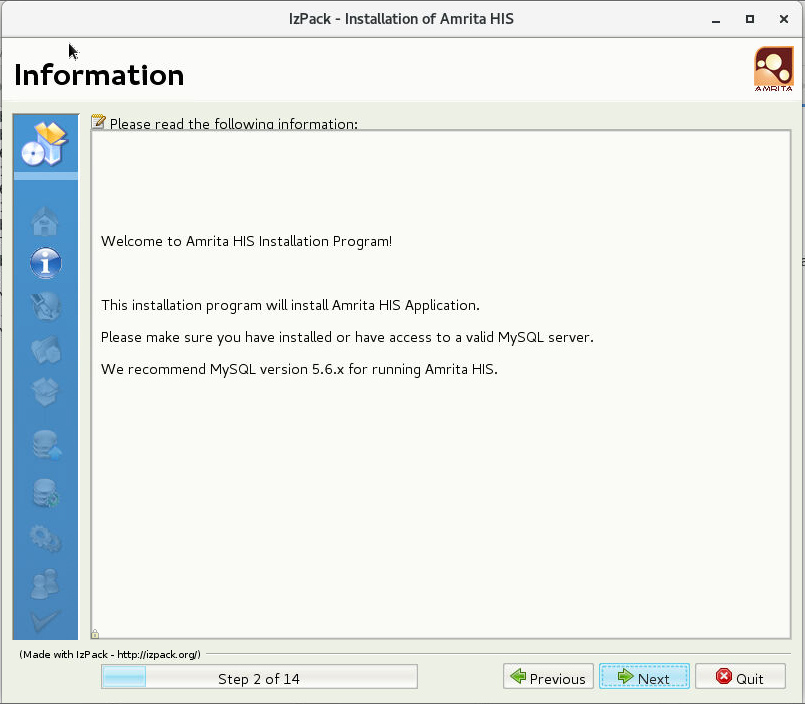 IzPack - Installation of Amrita HIS
Information
AMRITA
Please read the following information:
Welcome to Amrita HIS Installation Program!
This installation program will install Amrita HIS Application.
Please make sure you have installed or have access to a valid MySQL server.
We recommend MySQL version 5.6.x for running Amrita HIS.
(Made with IzPack - http://izpack.org/)
Step 2 of 14
Previous
Next
Quit